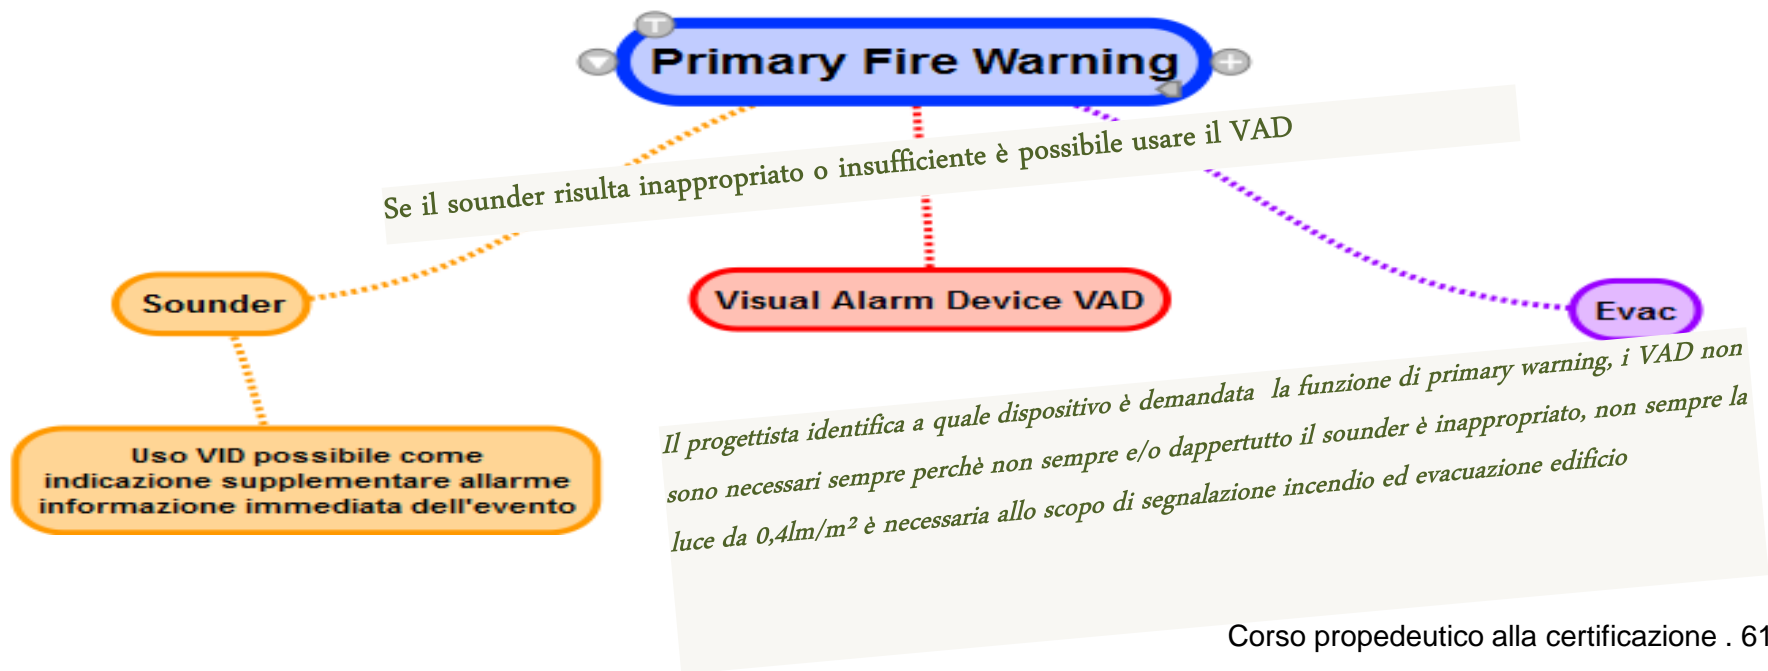 Primary Fire Warning
Se il sounder risulta inappropriato o insufficiente è possibile usare il VAD
Sounder
Visual Alarm Device VAD
Evac
Uso VID possibile come
indicazione supplementare allarme
informazione immediata dell'evento
Il progettista identifica a quale dispositivo è demandata la funzione di primary warning, i VAD non
sono necessari sempre perchè non sempre e/o dappertutto il sounder è inappropriato, non sempre la
luce da 0,4lm/m² è necessaria allo scopo di segnalazione incendio ed evacuazione edificio
Corso propedeutico alla certificazione . 61